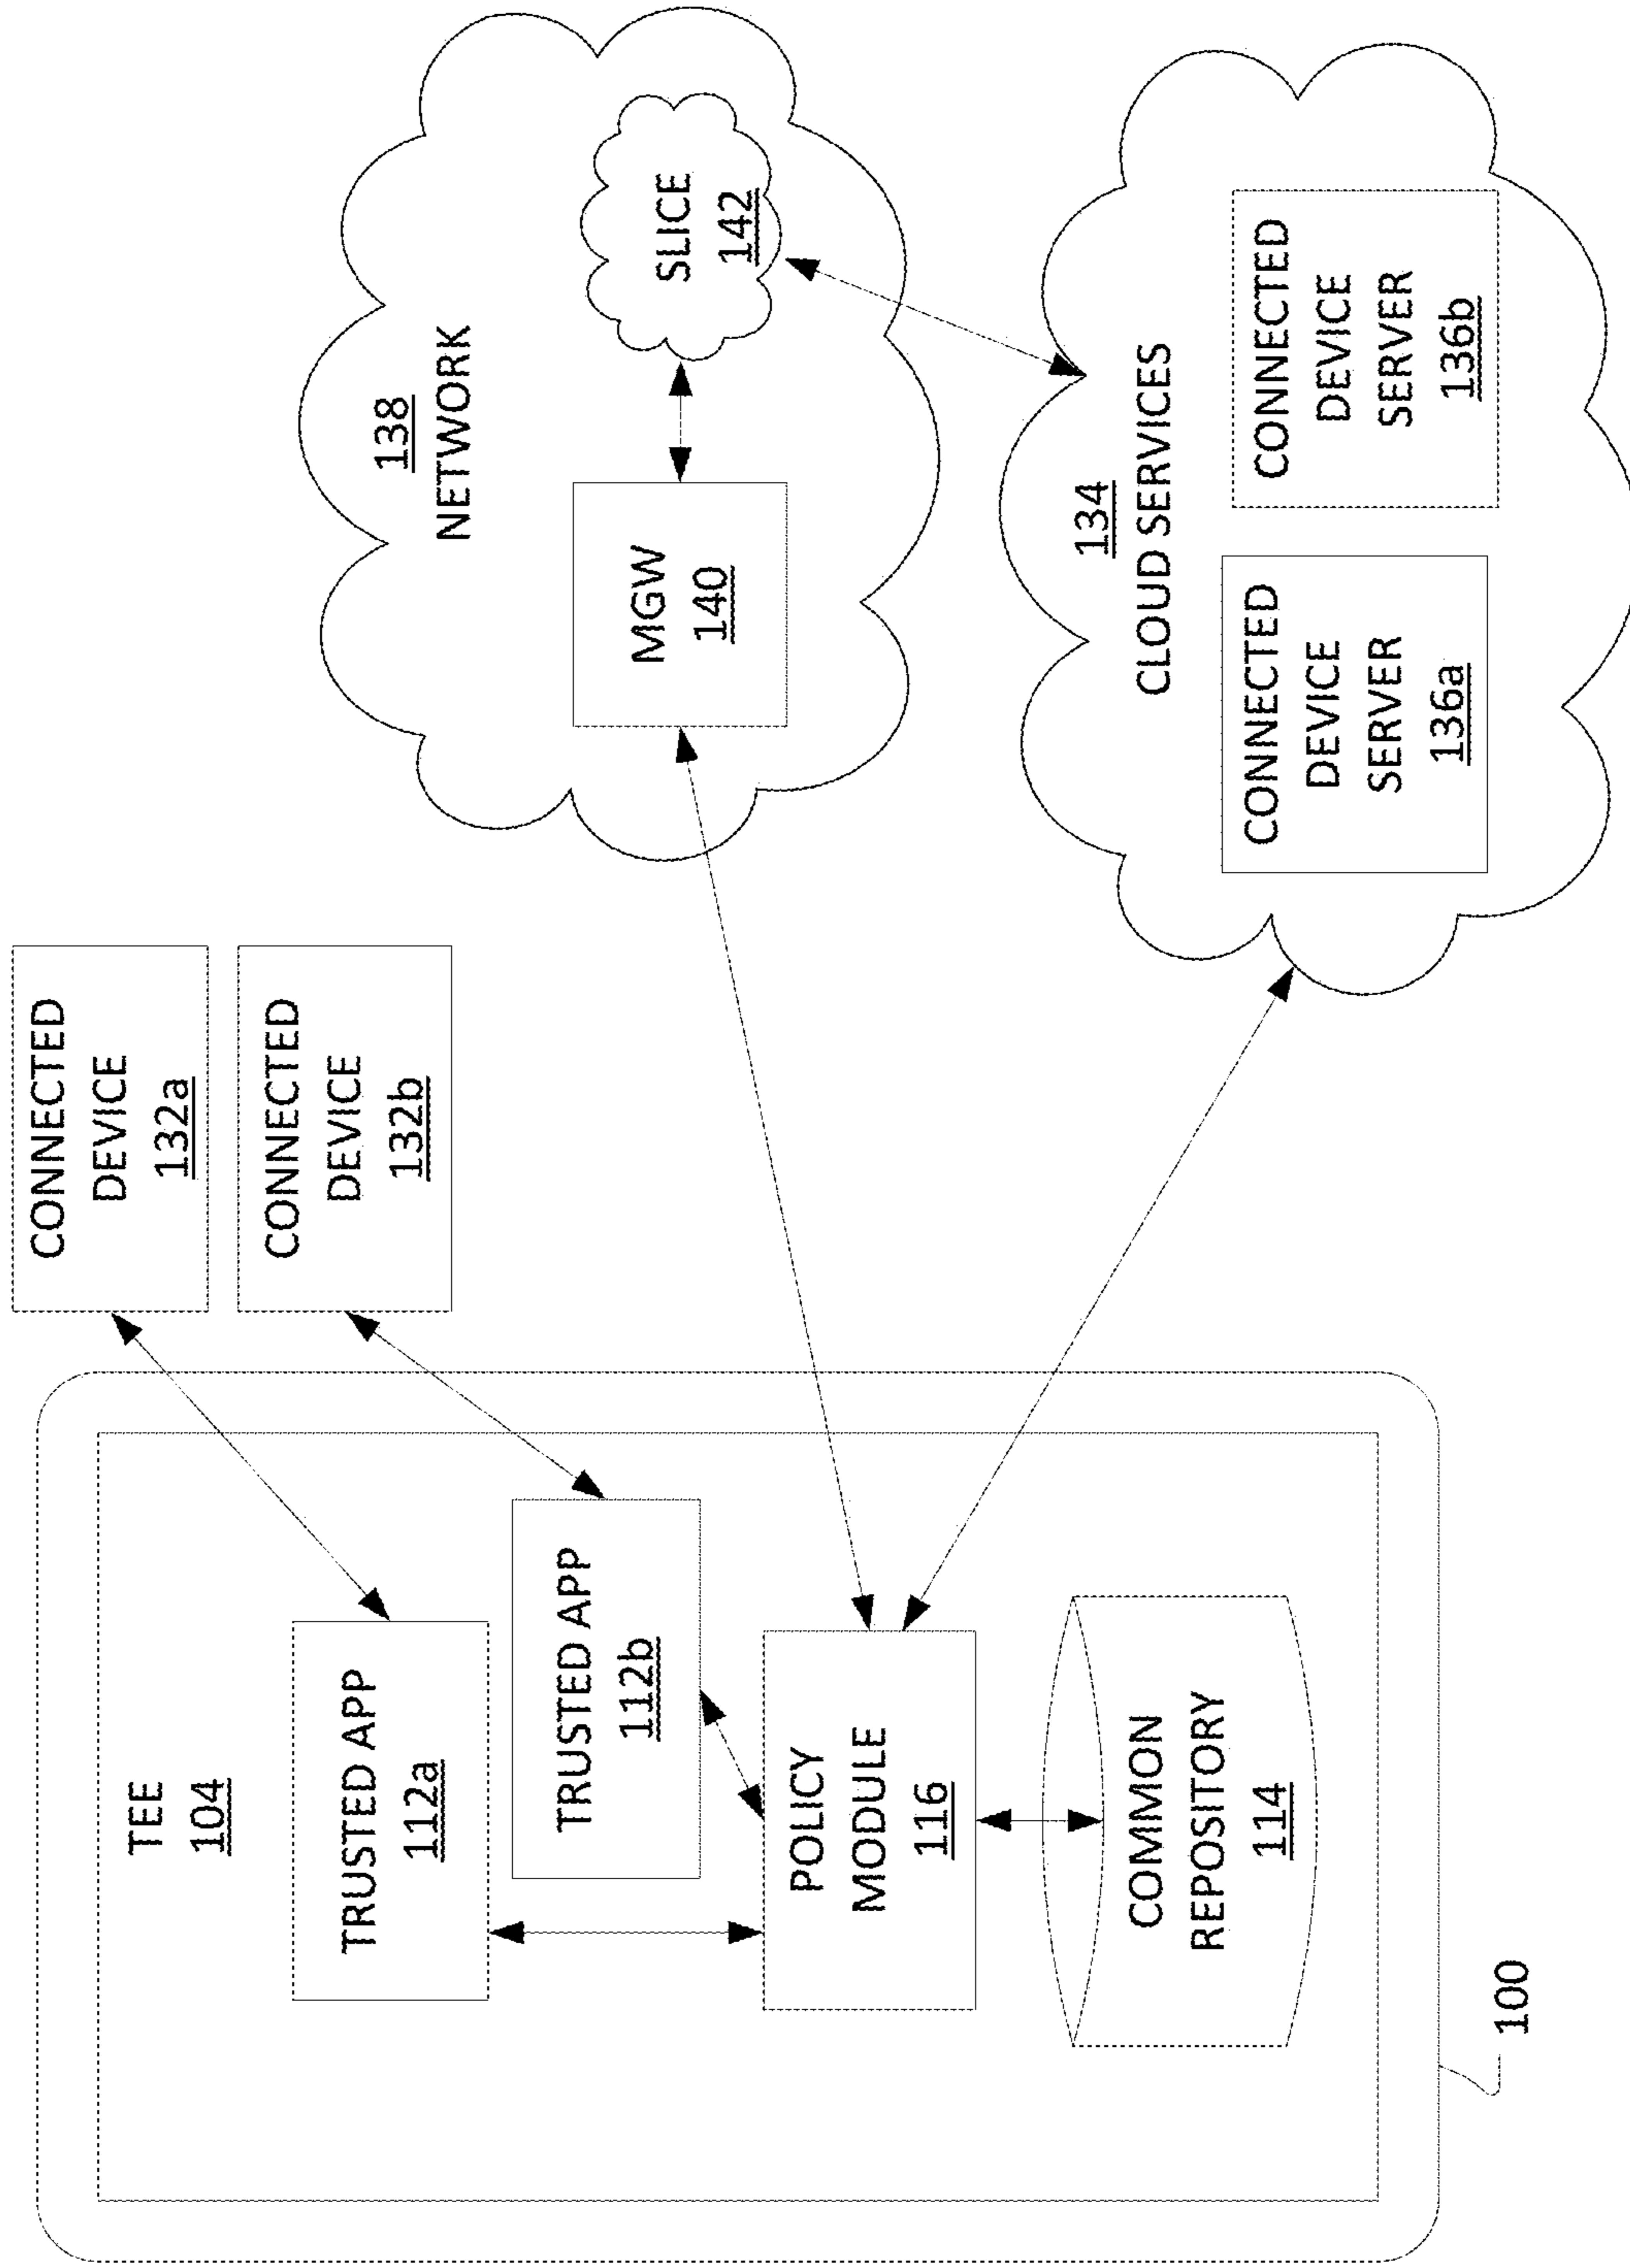 TEE
104
TRUSTED APP
112a
TRUSTED APP
112b
POLICY
MODULE
116
COMMON
REPOSITORY
114
100
CONNECTED
DEVICE
132a
CONNECTED
DEVICE
132b
138
NETWORK
MGW
140
SLICE
142
134
CLOUD SERVICES
CONNECTED
DEVICE
SERVER
136a
CONNECTED
DEVICE
SERVER
136b